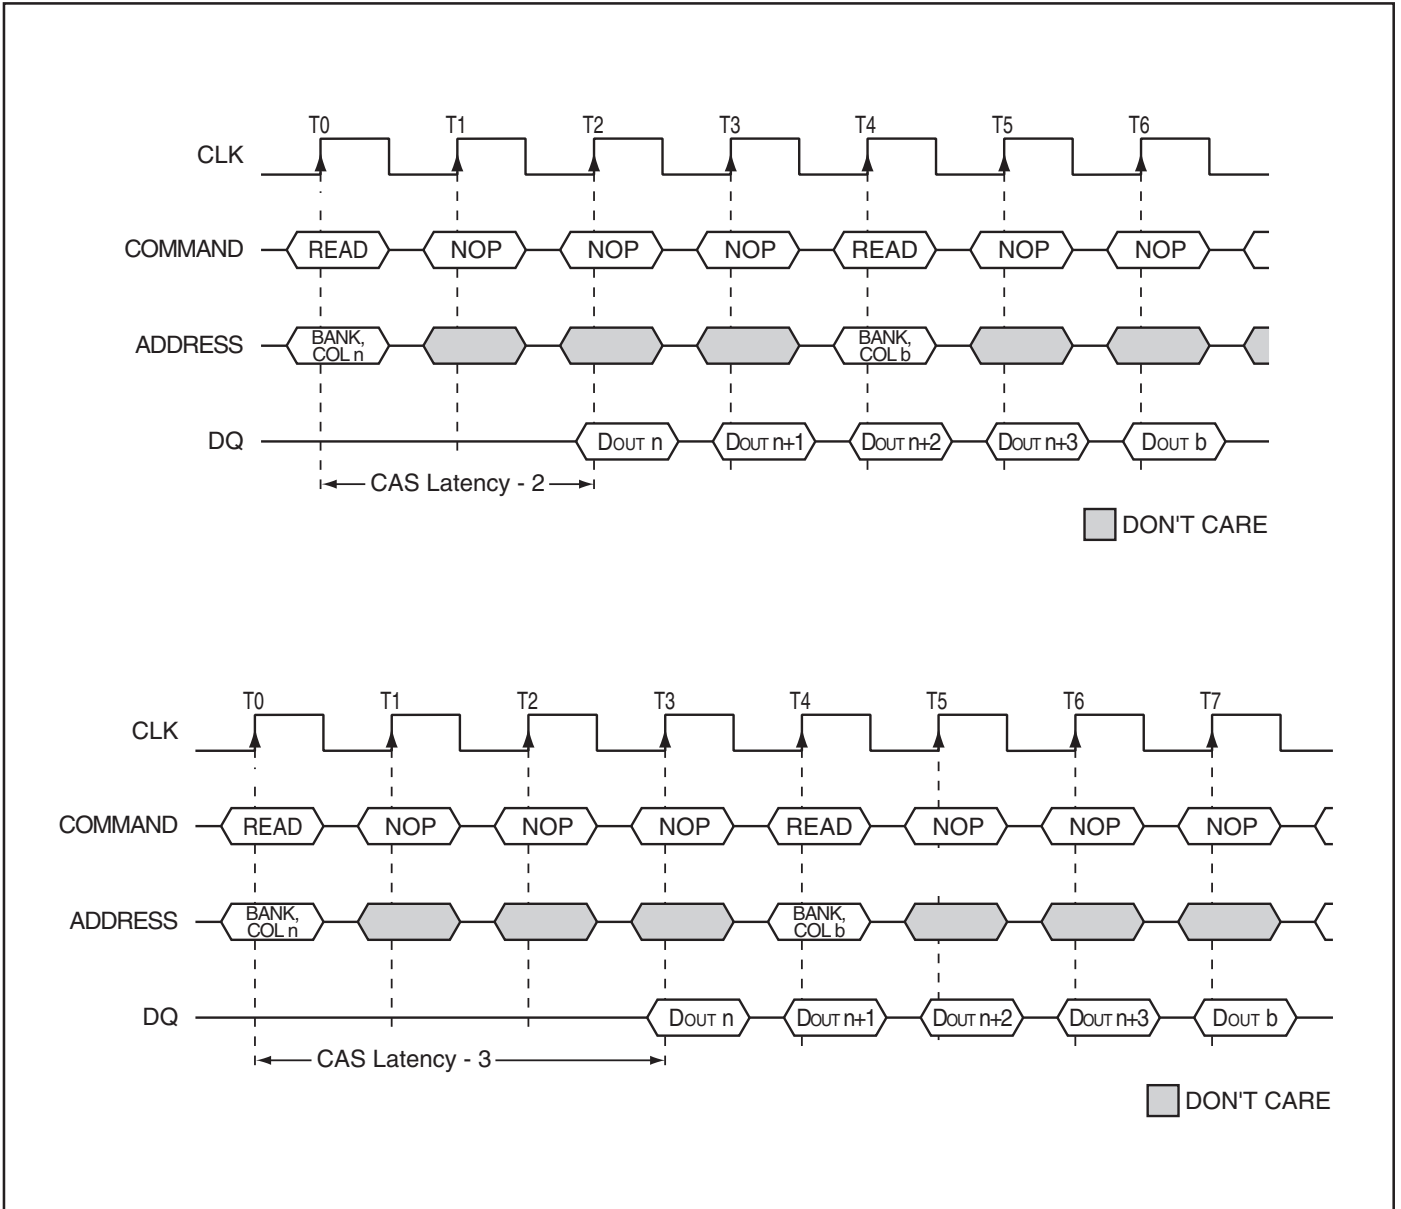 T0 T1 T2 T3 T4 T5 T6
CLK
COMMAND READ NOP NOP NOP READ NOP NOP
ADDRESS BANK, COL n BANK, COL b
DQ DOUT n DOUT n+1 DOUT n+2 DOUT n+3 DOUT b
CAS Latency - 2
DON'T CARE
T0 T1 T2 T3 T4 T5 T6 T7
CLK
COMMAND READ NOP NOP NOP READ NOP NOP NOP
ADDRESS BANK, COL n BANK, COL b
DQ DOUT n DOUT n+1 DOUT n+2 DOUT n+3 DOUT b
CAS Latency - 3
DON'T CARE